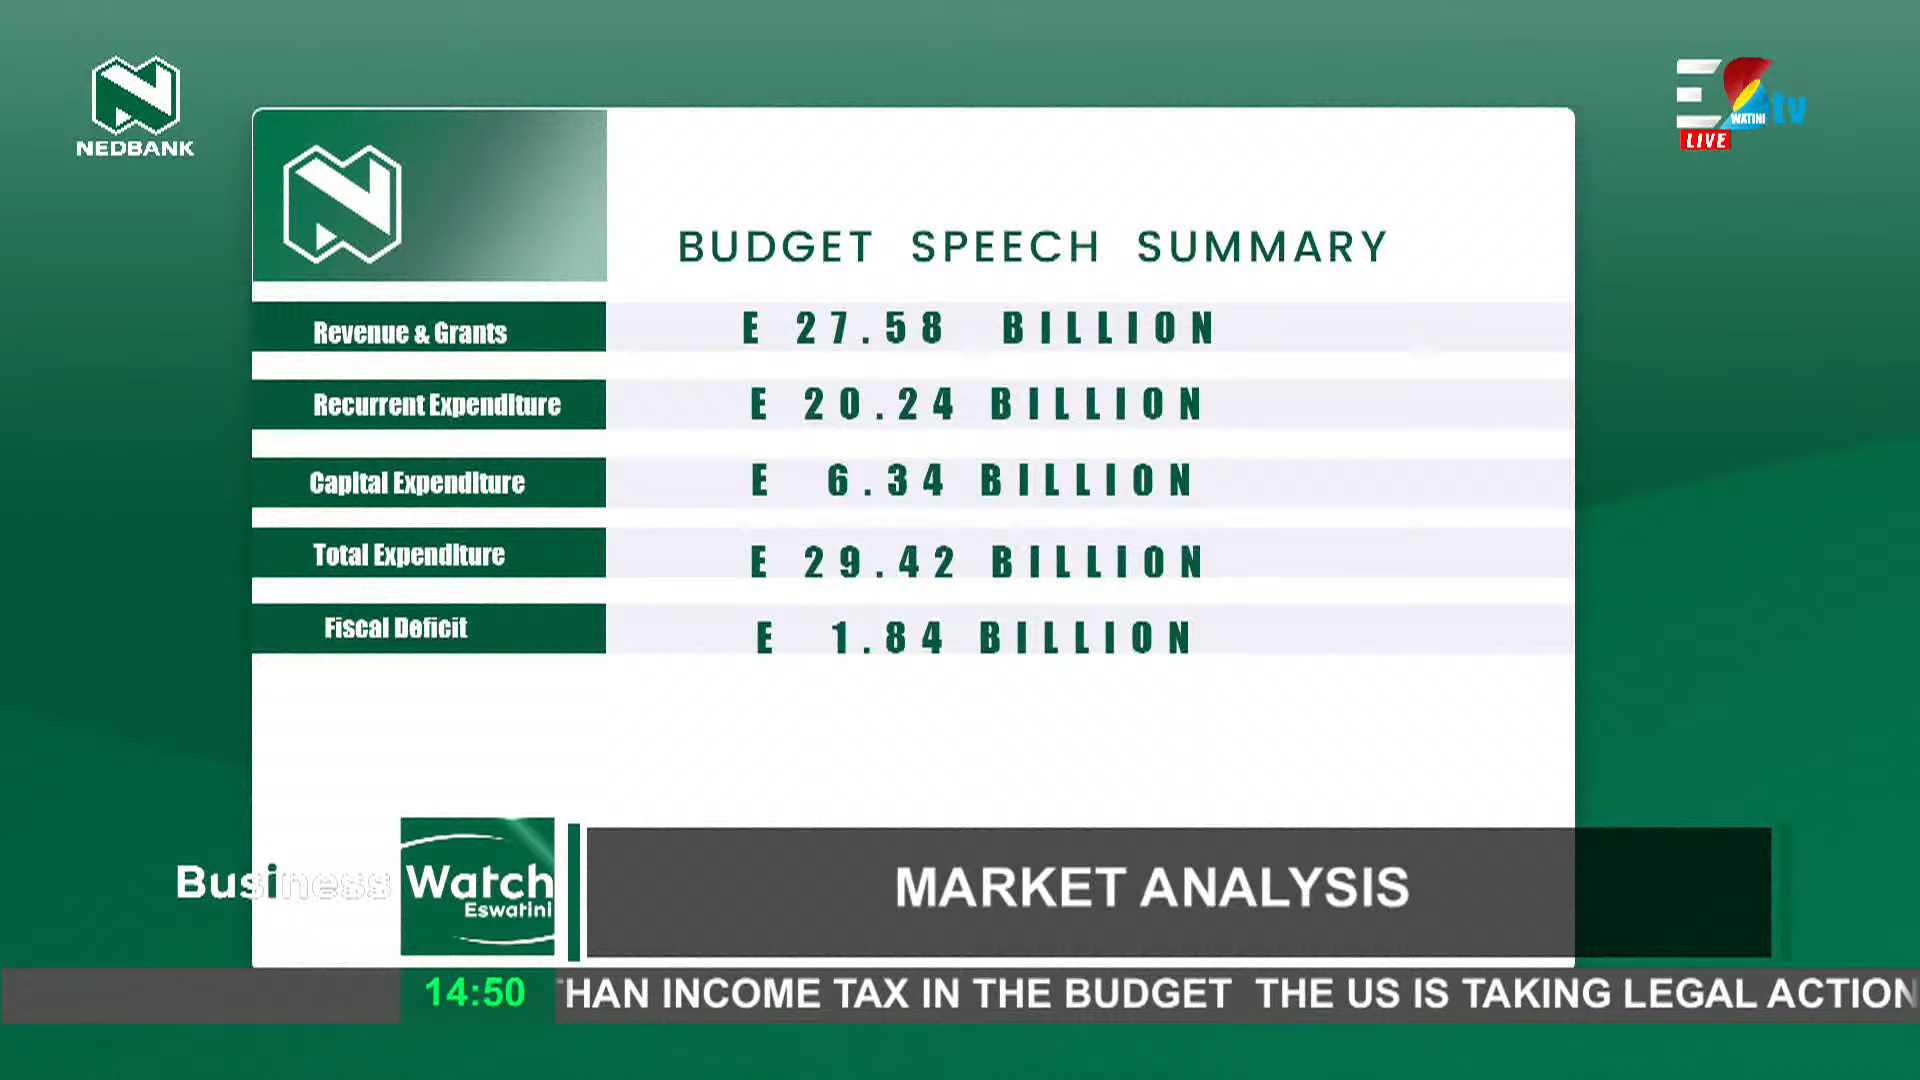 NEDBANK
E WATINI tv
LIVE
BUDGET SPEECH SUMMARY
Revenue & Grants E 27.58 BILLION
Recurrent Expenditure E 20.24 BILLION
Capital Expenditure E 6.34 BILLION
Total Expenditure E 29.42 BILLION
Fiscal Deficit E 1.84 BILLION
Business Watch
Eswatini
MARKET ANALYSIS
14:50 HAN INCOME TAX IN THE BUDGET THE US IS TAKING LEGAL ACTION